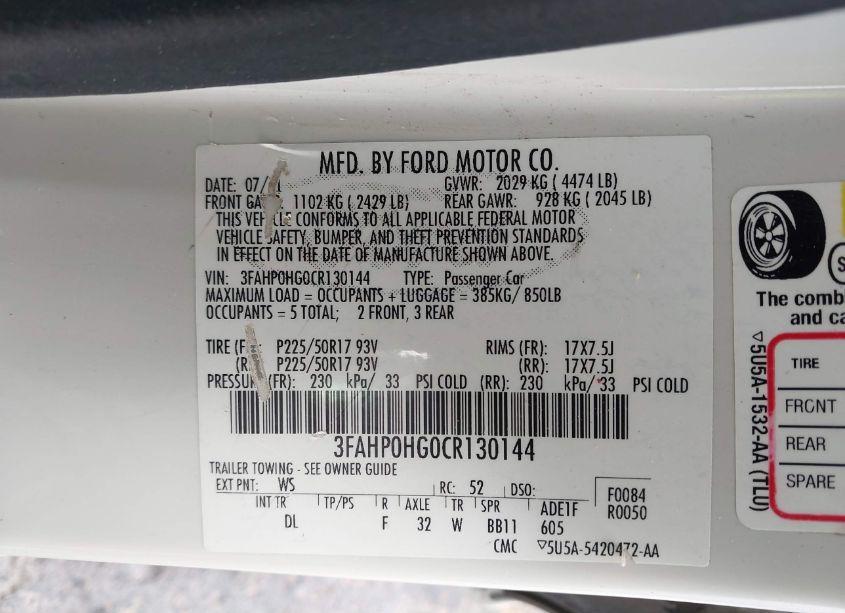 MFD. BY FORD MOTOR CO.
DATE: 07/ GVWR: 2029 KG ( 4474 LB)
FRONT 1102 KG ( 2429 LB) REAR GAWR: 928 KG ( 2045 LB)
THIS VEHICLE CONFORMS TO ALL APPLICABLE FEDERAL MOTOR
VEHICLE SAFETY, BUMPER, AND THEFT PREVENTION STANDARDS
IN EFFECT ON THE DATE OF MANUFACTURE SHOWN ABOVE.
VIN: 3FAHP0HG0CR130144 TYPE: Passenger Car
MAXIMUM LOAD = OCCUPANTS + LUGGAGE = 385KG/ 850LB
OCCUPANTS = 5 TOTAL; 2 FRONT, 3 REAR
TIRE (F P225/50R17 93V RIMS (FR): 17X7.5J
(R P225/50R17 93V (RR): 17X7.5J
PRESSURE(FR): 230 kPa/ 33 PSI COLD (RR): 230 kPa/ 33 PSI COLD
3FAHP0HG0CR130144
TRAILER TOWING - SEE OWNER GUIDE
EXT PNT: WS RC: 52 DSO:
F0084
R0050
INT TR TP/PS R AXLE TR SPR ADE1F
DL F 32 W BB11 605
CMC ▽5U5A-5420472-AA
▽5U5A-1532-AA (TLU)
The comb
and ca
TIRE
FRONT
REAR
SPARE